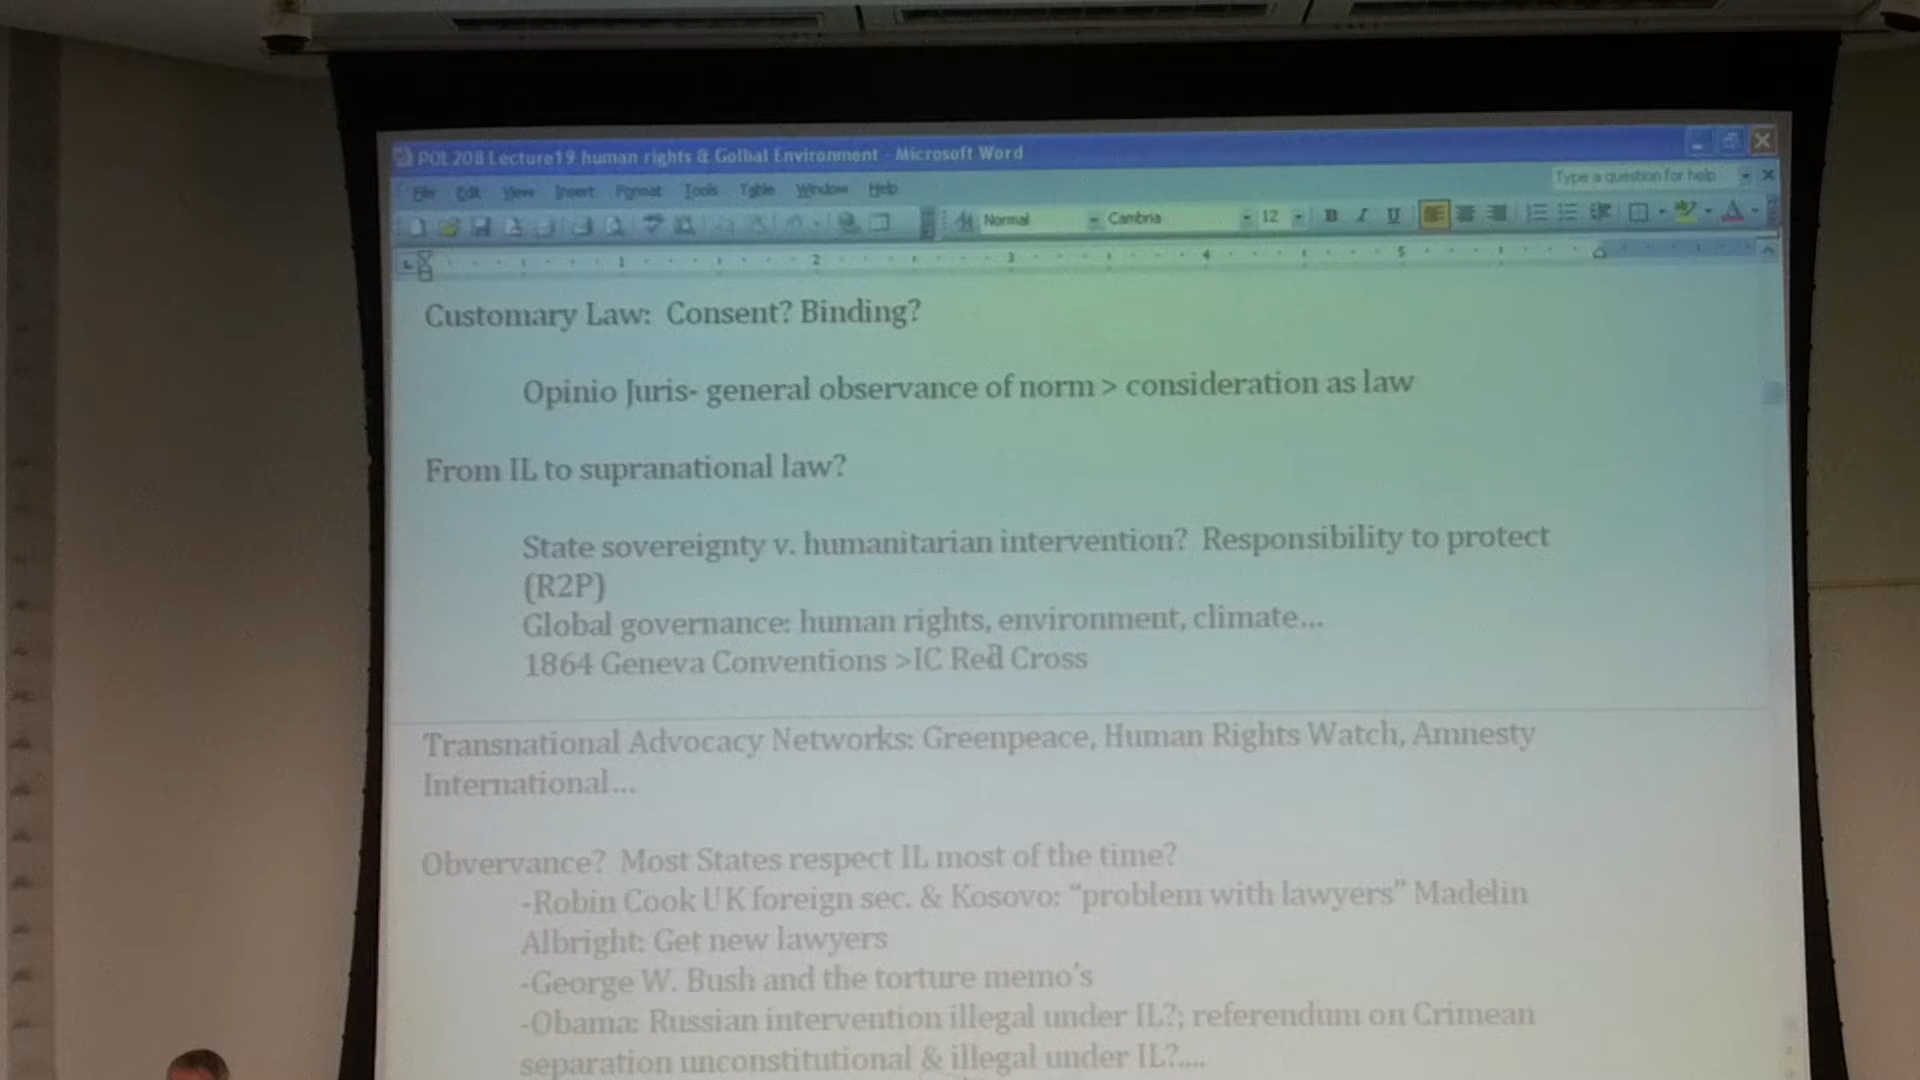 POL 208 Lecture19 human rights & Golbal Environment - Microsoft Word
File Edit View Insert Format Tools Table Window Help
Type a question for help
Normal Cambria 12 B I U
1 2 3 4 5
Customary Law: Consent? Binding?
Opinio Juris- general observance of norm > consideration as law
From IL to supranational law?
State sovereignty v. humanitarian intervention? Responsibility to protect
(R2P)
Global governance: human rights, environment, climate...
1864 Geneva Conventions >IC Red Cross
Transnational Advocacy Networks: Greenpeace, Human Rights Watch, Amnesty
International...
Obvervance? Most States respect IL most of the time?
-Robin Cook UK foreign sec. & Kosovo: “problem with lawyers” Madelin
Albright: Get new lawyers
-George W. Bush and the torture memo's
-Obama: Russian intervention illegal under IL?; referendum on Crimean
separation unconstitutional & illegal under IL?....